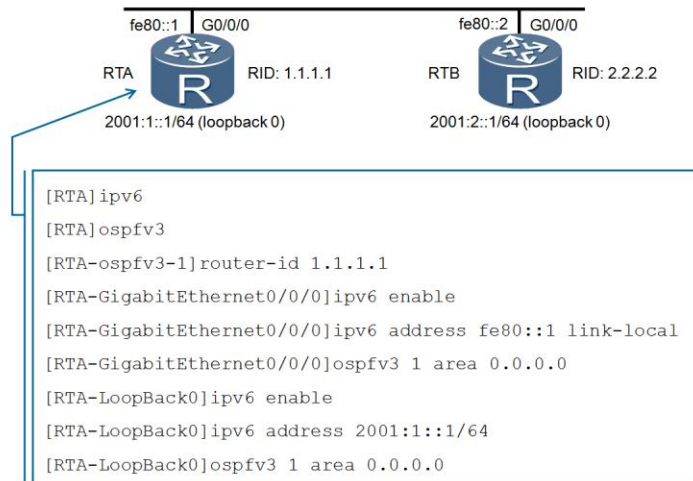 fe80::1 G0/0/0 fe80::2 G0/0/0
RTA R RID: 1.1.1.1 RTB R RID: 2.2.2.2
2001:1::1/64 (loopback 0) 2001:2::1/64 (loopback 0)
[RTA]ipv6
[RTA]ospfv3
[RTA-ospfv3-1]router-id 1.1.1.1
[RTA-GigabitEthernet0/0/0]ipv6 enable
[RTA-GigabitEthernet0/0/0]ipv6 address fe80::1 link-local
[RTA-GigabitEthernet0/0/0]ospfv3 1 area 0.0.0.0
[RTA-LoopBack0]ipv6 enable
[RTA-LoopBack0]ipv6 address 2001:1::1/64
[RTA-LoopBack0]ospfv3 1 area 0.0.0.0